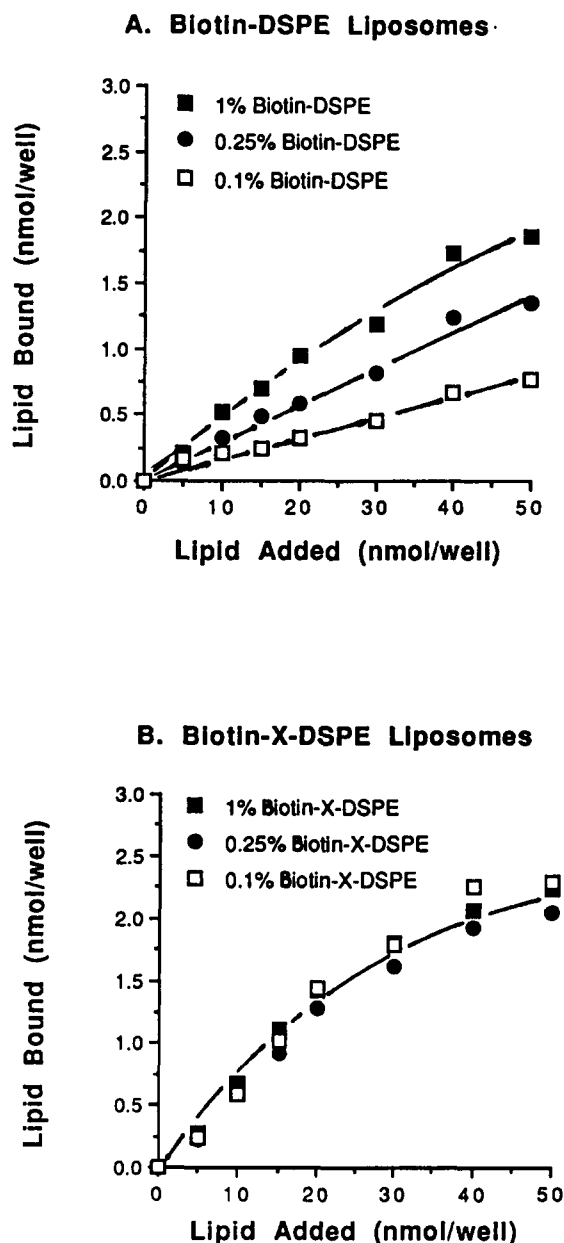 A. Biotin-DSPE Liposomes
3.0
2.5
2.0
1.5
1.0
0.5
0.0
Lipid Bound (nmol/well)
1% Biotin-DSPE
0.25% Biotin-DSPE
0.1% Biotin-DSPE
0 10 20 30 40 50
Lipid Added (nmol/well)
B. Biotin-X-DSPE Liposomes
3.0
2.5
2.0
1.5
1.0
0.5
0.0
Lipid Bound (nmol/well)
1% Biotin-X-DSPE
0.25% Biotin-X-DSPE
0.1% Biotin-X-DSPE
0 10 20 30 40 50
Lipid Added (nmol/well)